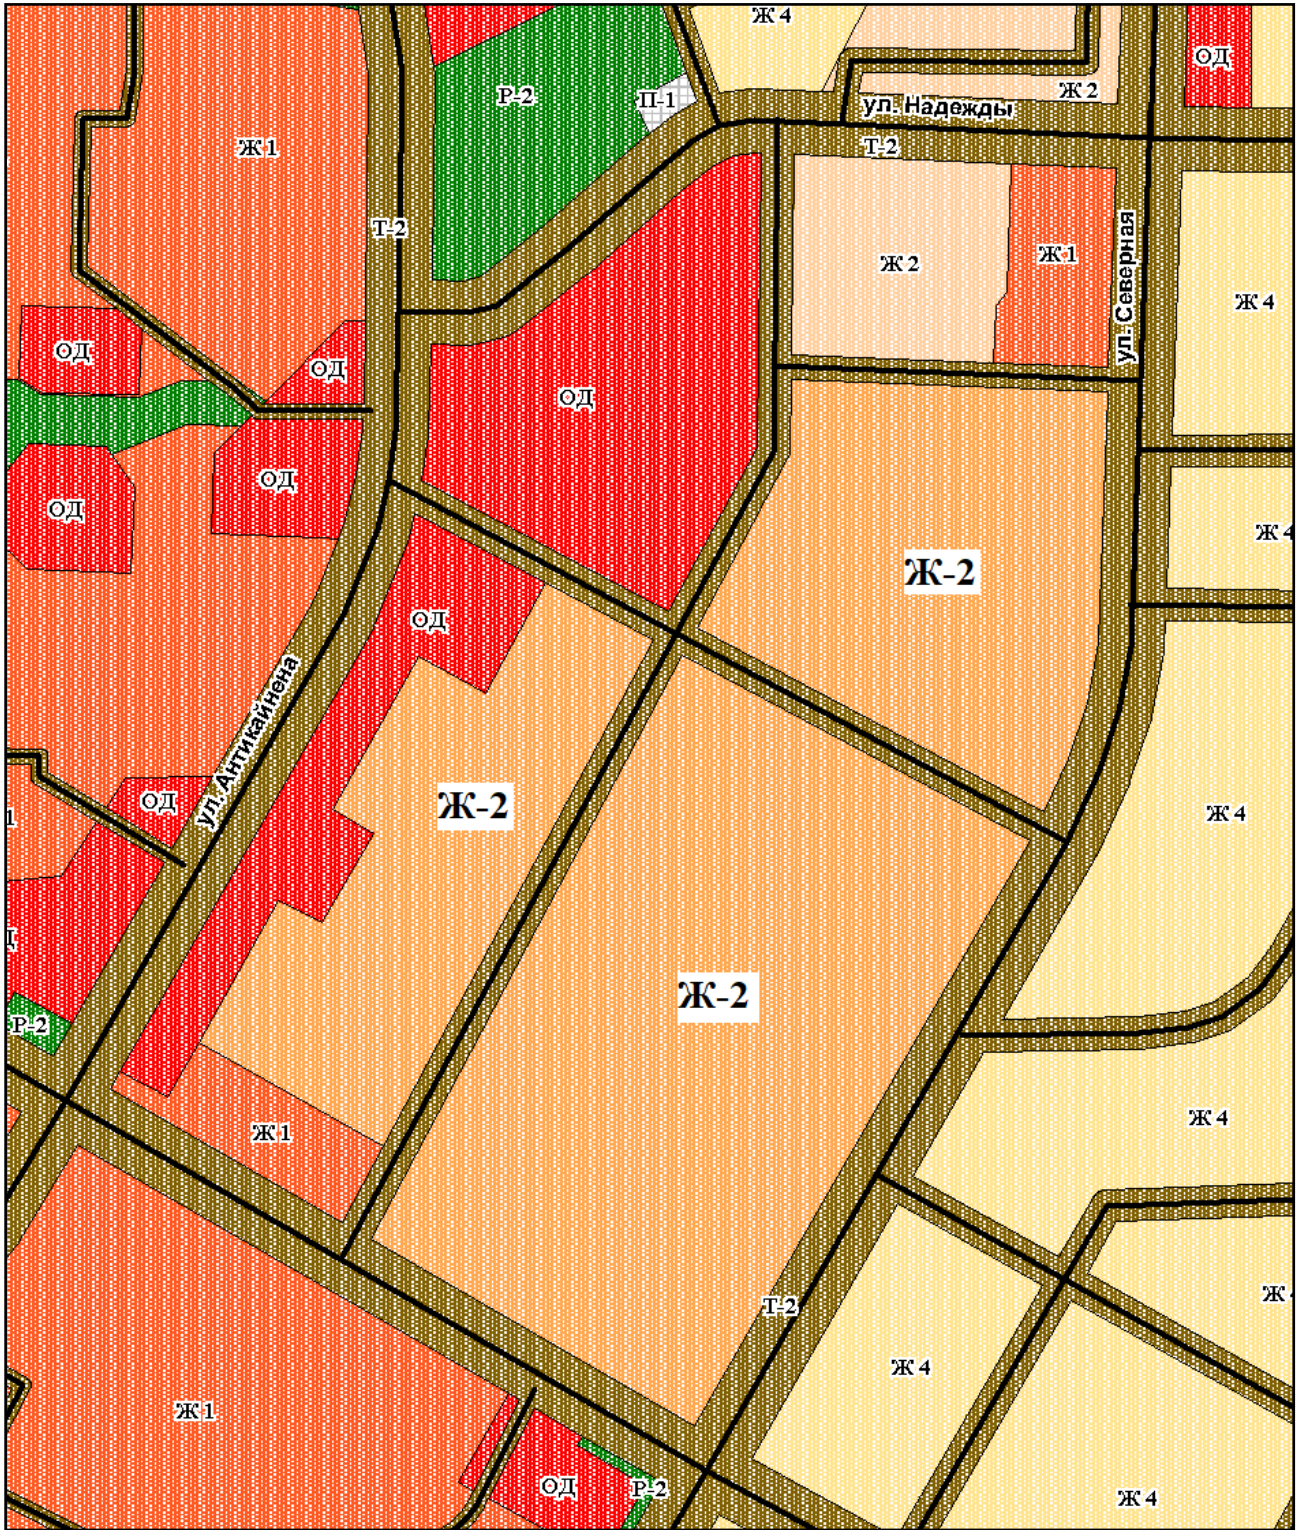 Ж 4
ОД
Р-2
П-1
Ж 2
ул. Надежды
Ж 1
Т-2
Т-2
ул. Северная
Ж 2
Ж 1
Ж 4
ОД
ОД
ОД
ОД
ОД
Ж 4
Ж-2
ОД
ул. Антикайнена
ОД
Ж-2
Ж 4
Ж-2
Р-2
Ж 1
Ж 4
Т-2
Ж
Ж 4
Ж 1
ОД
Р-2
Ж 4